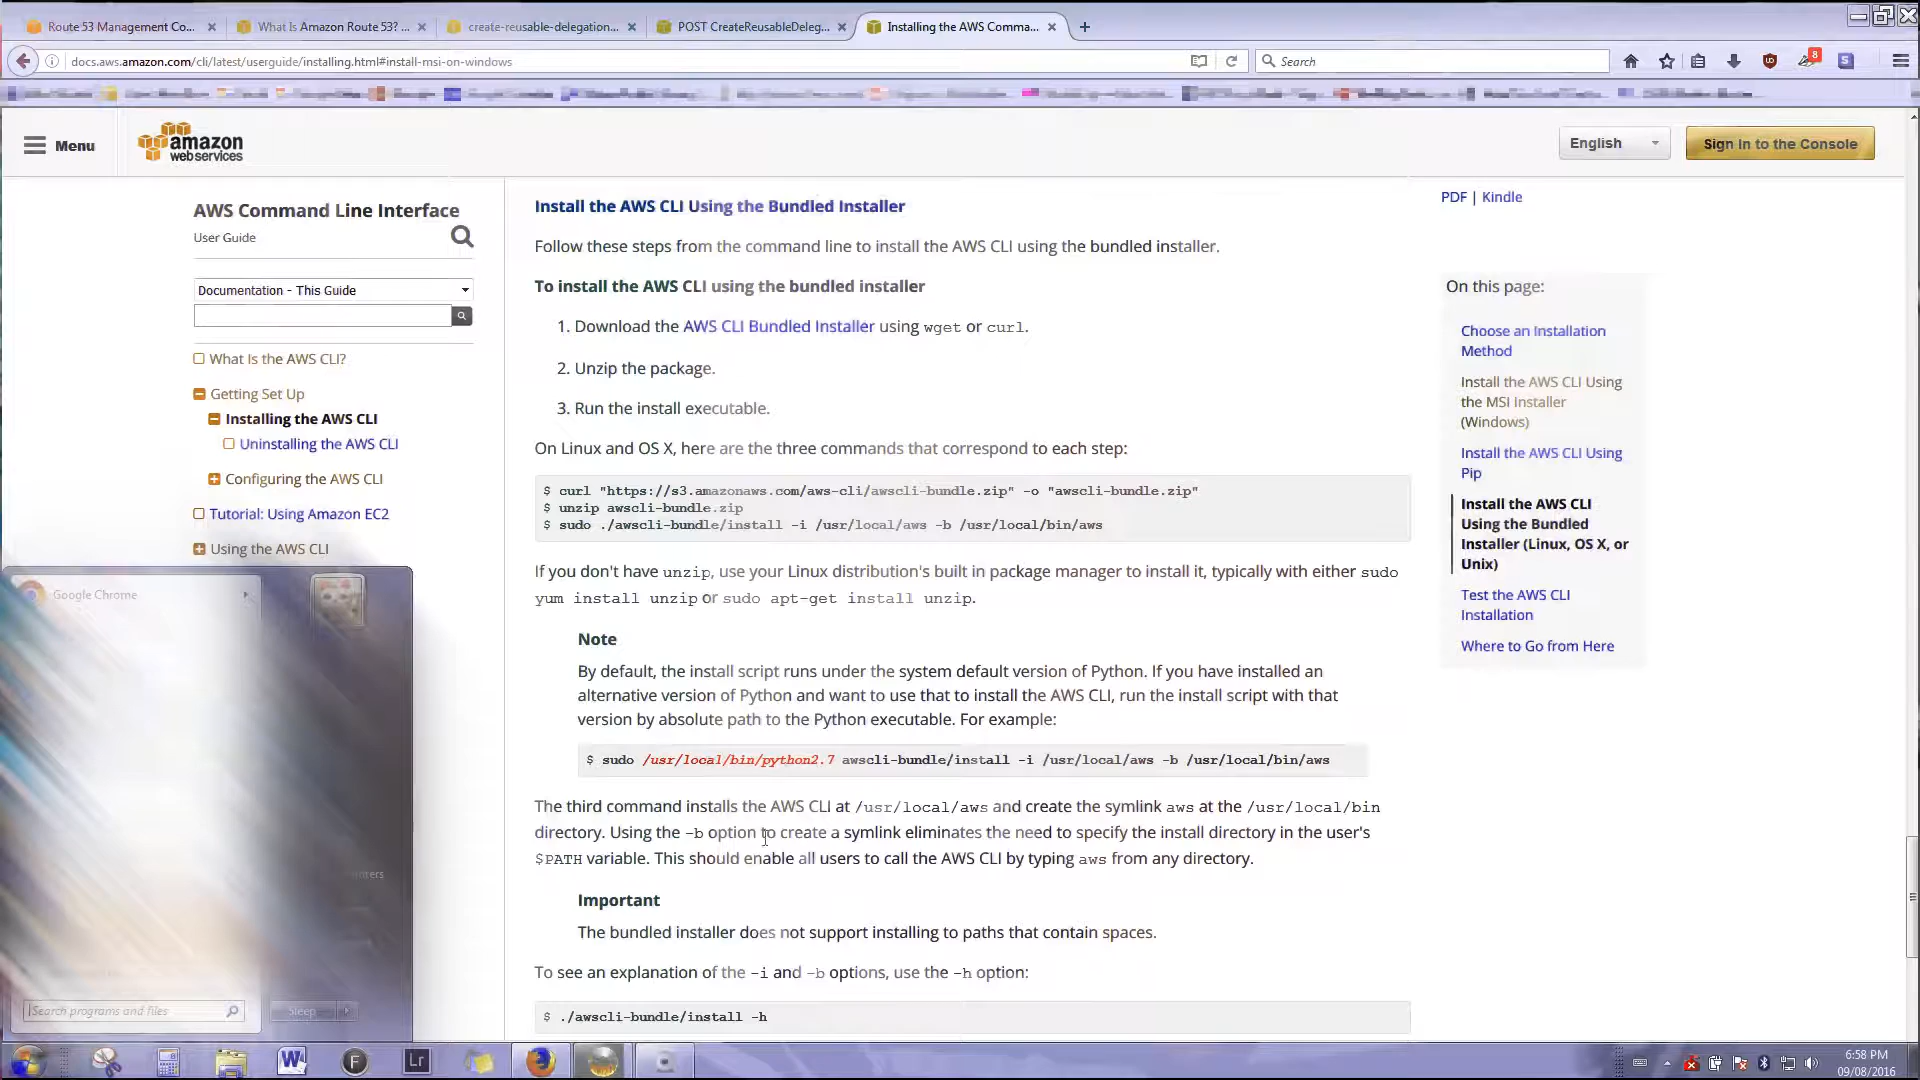 Route 53 Management Co...
What Is Amazon Route 53? ...
create-reusable-delegation...
POST CreateReusableDeleg...
Installing the AWS Comma...
docs.aws.amazon.com/cli/latest/userguide/installing.html#install-msi-on-windows
Search
8
Menu
amazon
web services
English
Sign In to the Console
AWS Command Line Interface
User Guide
Documentation - This Guide
What Is the AWS CLI?
Getting Set Up
Installing the AWS CLI
Uninstalling the AWS CLI
Configuring the AWS CLI
Tutorial: Using Amazon EC2
Using the AWS CLI
Install the AWS CLI Using the Bundled Installer
Follow these steps from the command line to install the AWS CLI using the bundled installer.
To install the AWS CLI using the bundled installer
1. Download the AWS CLI Bundled Installer using wget or curl.
2. Unzip the package.
3. Run the install executable.
On Linux and OS X, here are the three commands that correspond to each step:
$ curl "https://s3.amazonaws.com/aws-cli/awscli-bundle.zip" -o "awscli-bundle.zip"
$ unzip awscli-bundle.zip
$ sudo ./awscli-bundle/install -i /usr/local/aws -b /usr/local/bin/aws
If you don't have unzip, use your Linux distribution's built in package manager to install it, typically with either sudo
yum install unzip or sudo apt-get install unzip.
Note
By default, the install script runs under the system default version of Python. If you have installed an
alternative version of Python and want to use that to install the AWS CLI, run the install script with that
version by absolute path to the Python executable. For example:
$ sudo /usr/local/bin/python2.7 awscli-bundle/install -i /usr/local/aws -b /usr/local/bin/aws
The third command installs the AWS CLI at /usr/local/aws and create the symlink aws at the /usr/local/bin
directory. Using the -b option to create a symlink eliminates the need to specify the install directory in the user's
$PATH variable. This should enable all users to call the AWS CLI by typing aws from any directory.
Important
The bundled installer does not support installing to paths that contain spaces.
To see an explanation of the -i and -b options, use the -h option:
$ ./awscli-bundle/install -h
PDF | Kindle
On this page:
Choose an Installation
Method
Install the AWS CLI Using
the MSI Installer
(Windows)
Install the AWS CLI Using
Pip
Install the AWS CLI
Using the Bundled
Installer (Linux, OS X, or
Unix)
Test the AWS CLI
Installation
Where to Go from Here
Google Chrome
Search programs and files
Sleep
W
F
Lr
6:58 PM
09/08/2016